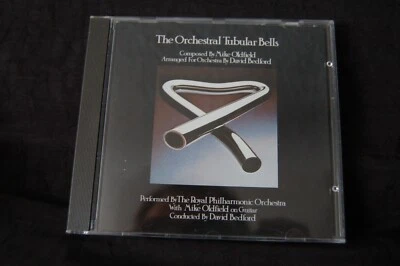 The Orchestral Tubular Bells
Composed By Mike Oldfield
Arranged For Orchestra By David Bedford
Performed By The Royal Philharmonic Orchestra
With Mike Oldfield on Guitar
Conducted By David Bedford